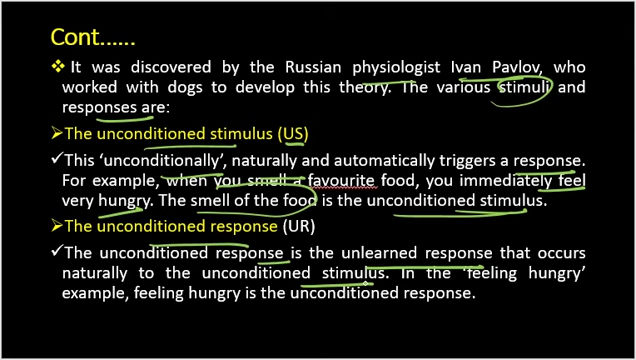 Cont......
❖ It was discovered by the Russian physiologist Ivan Pavlov, who
worked with dogs to develop this theory. The various stimuli and
responses are:
➢The unconditioned stimulus (US)
✓This ‘unconditionally’, naturally and automatically triggers a response.
For example, when you smell a favourite food, you immediately feel
very hungry. The smell of the food is the unconditioned stimulus.
➢The unconditioned response (UR)
✓The unconditioned response is the unlearned response that occurs
naturally to the unconditioned stimulus. In the ‘feeling hungry’
example, feeling hungry is the unconditioned response.